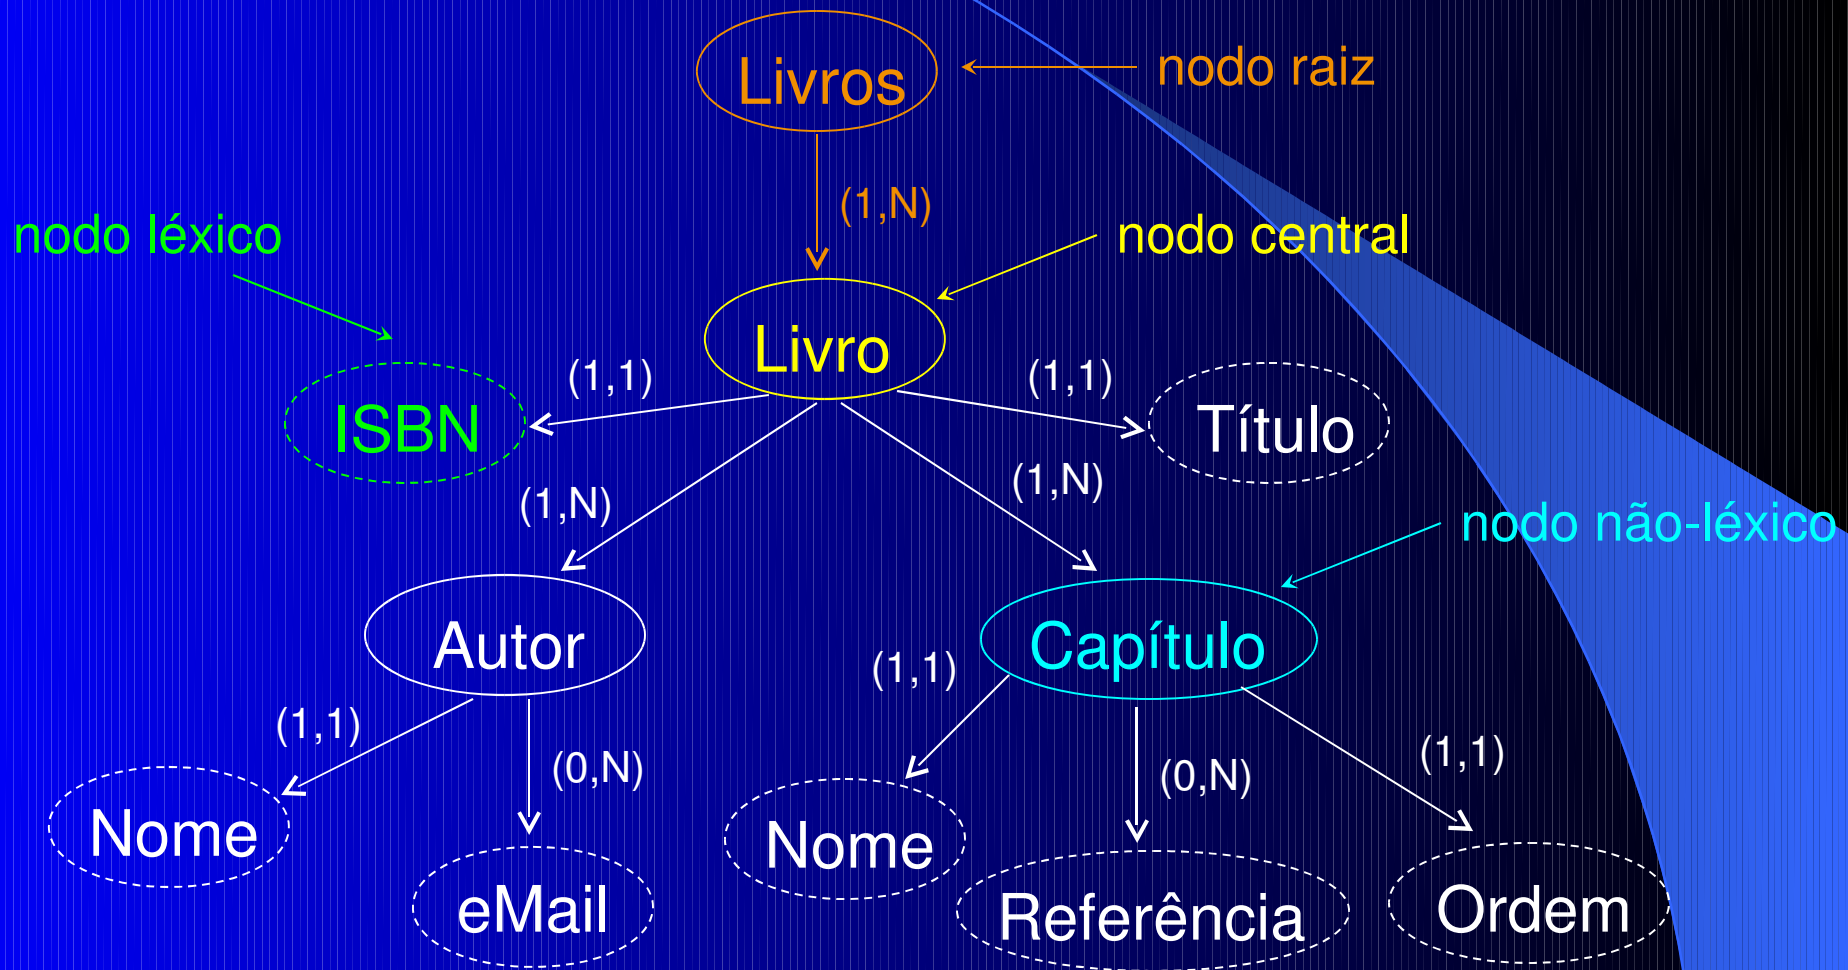 Livros
nodo raiz
(1,N)
nodo léxico
nodo central
Livro
(1,1)
(1,1)
ISBN
Título
(1,N)
(1,N)
nodo não-léxico
Autor
Capítulo
(1,1)
(1,1)
(0,N)
(0,N)
(1,1)
Nome
Nome
eMail
Referência
Ordem